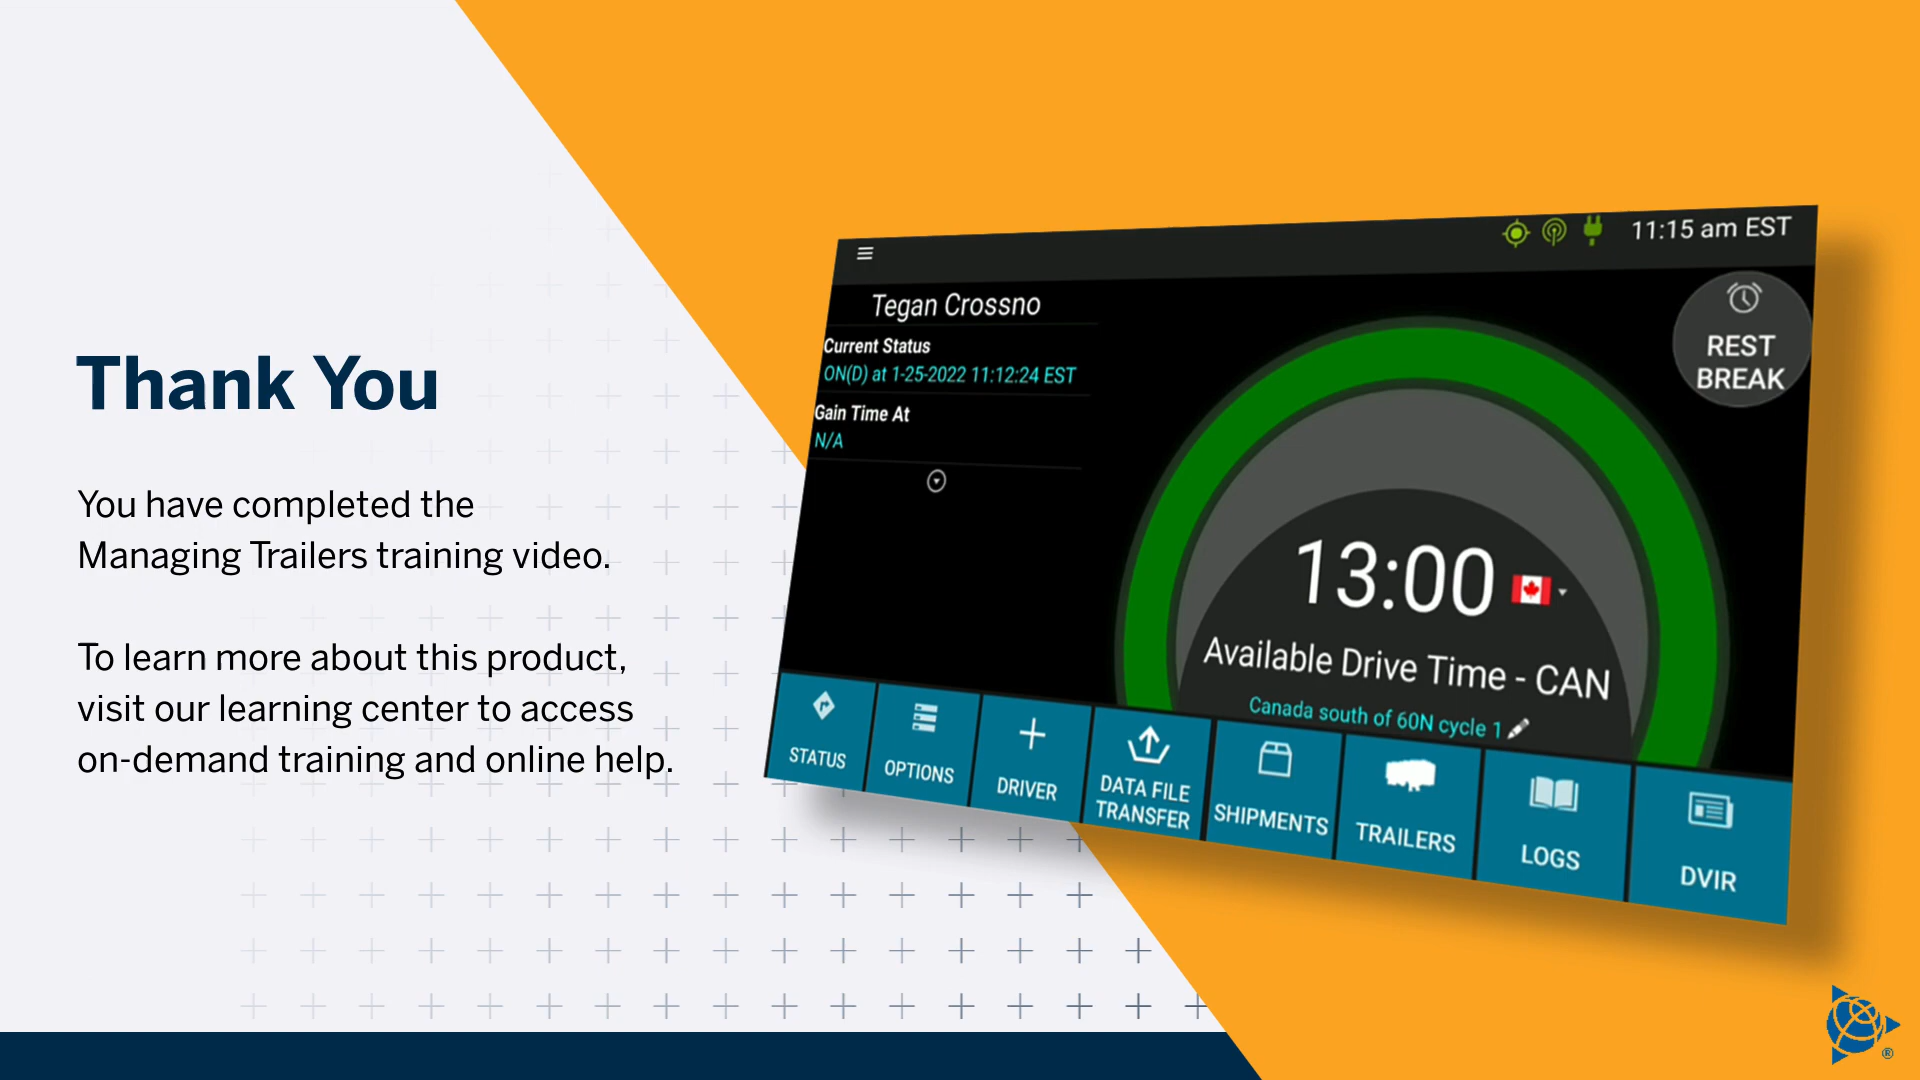 Thank You
You have completed the
Managing Trailers training video.
To learn more about this product,
visit our learning center to access
on-demand training and online help.
11:15 am EST
Tegan Crossno
Current Status
ON(D) at 1-25-2022 11:12:24 EST
Gain Time At
N/A
REST
BREAK
13:00
Available Drive Time - CAN
Canada south of 60N cycle 1
STATUS
OPTIONS
DRIVER
DATA FILE
TRANSFER
SHIPMENTS
TRAILERS
LOGS
DVIR
®